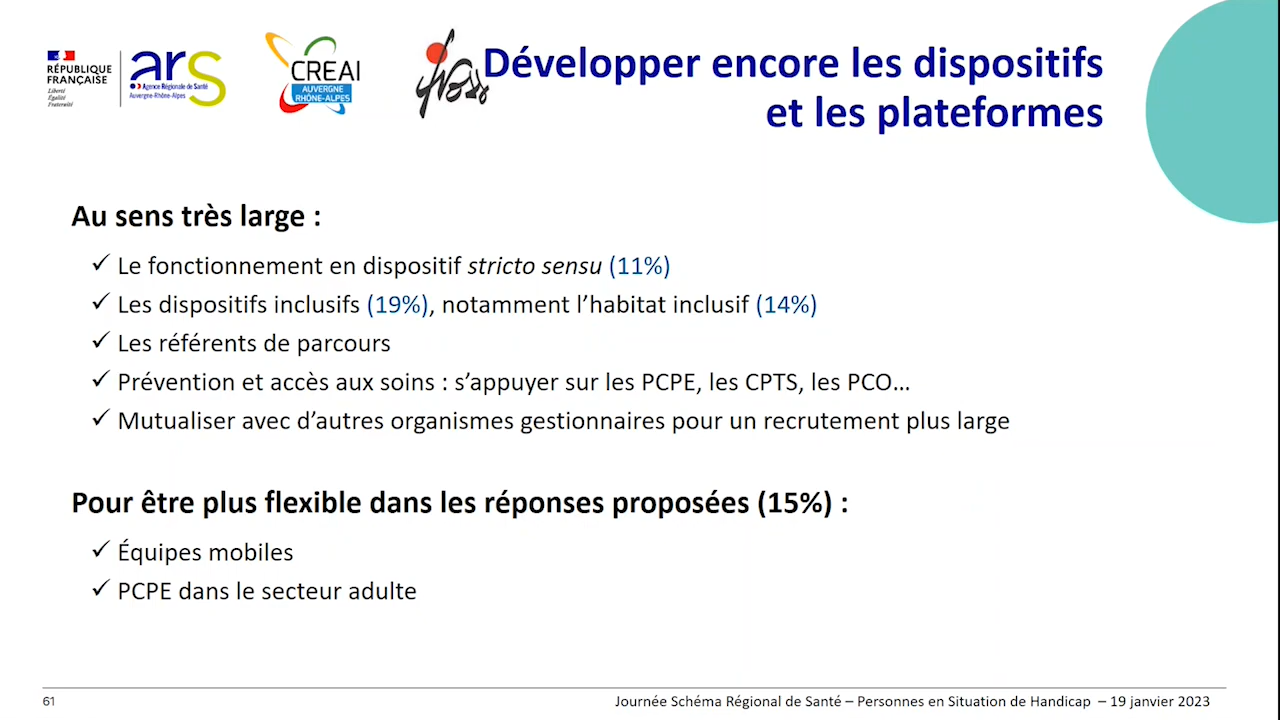 RÉPUBLIQUE
FRANÇAISE
Liberté
Égalité
Fraternité
ars
Agence Régionale de Santé
Auvergne-Rhône-Alpes
CREAI
AUVERGNE
RHÔNE-ALPES
Développer encore les dispositifs
et les plateformes
Au sens très large :
✓ Le fonctionnement en dispositif stricto sensu (11%)
✓ Les dispositifs inclusifs (19%), notamment l’habitat inclusif (14%)
✓ Les référents de parcours
✓ Prévention et accès aux soins : s’appuyer sur les PCPE, les CPTS, les PCO…
✓ Mutualiser avec d’autres organismes gestionnaires pour un recrutement plus large
Pour être plus flexible dans les réponses proposées (15%) :
✓ Équipes mobiles
✓ PCPE dans le secteur adulte
61
Journée Schéma Régional de Santé – Personnes en Situation de Handicap – 19 janvier 2023